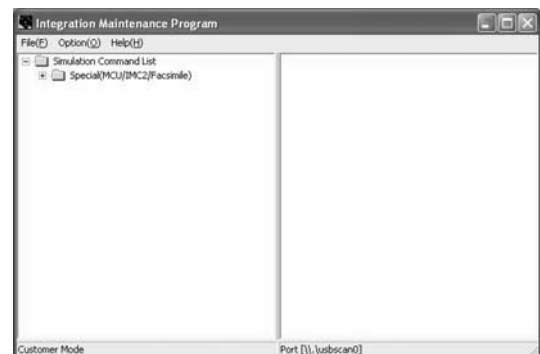 Integration Maintenance Program
File(F) Option(O) Help(H)
Simulation Command List
Special(MCU/IMC2/Facsimile)
Customer Mode Port [\\.\usbscan0]